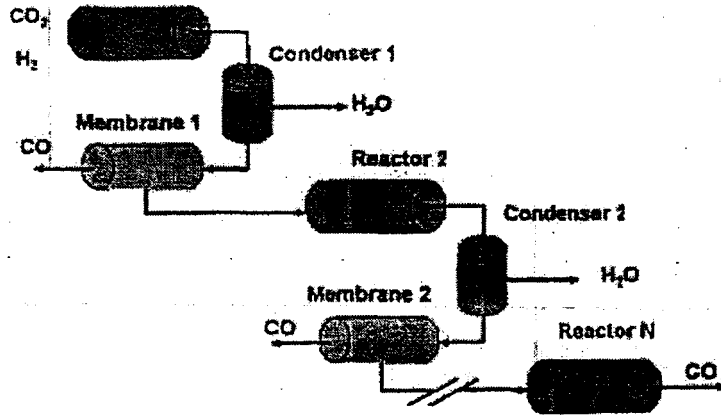 CO₂
H₂
Condenser 1
H₂O
Membrane 1
CO
Reactor 2
Condenser 2
H₂O
Membrane 2
CO
Reactor N
CO